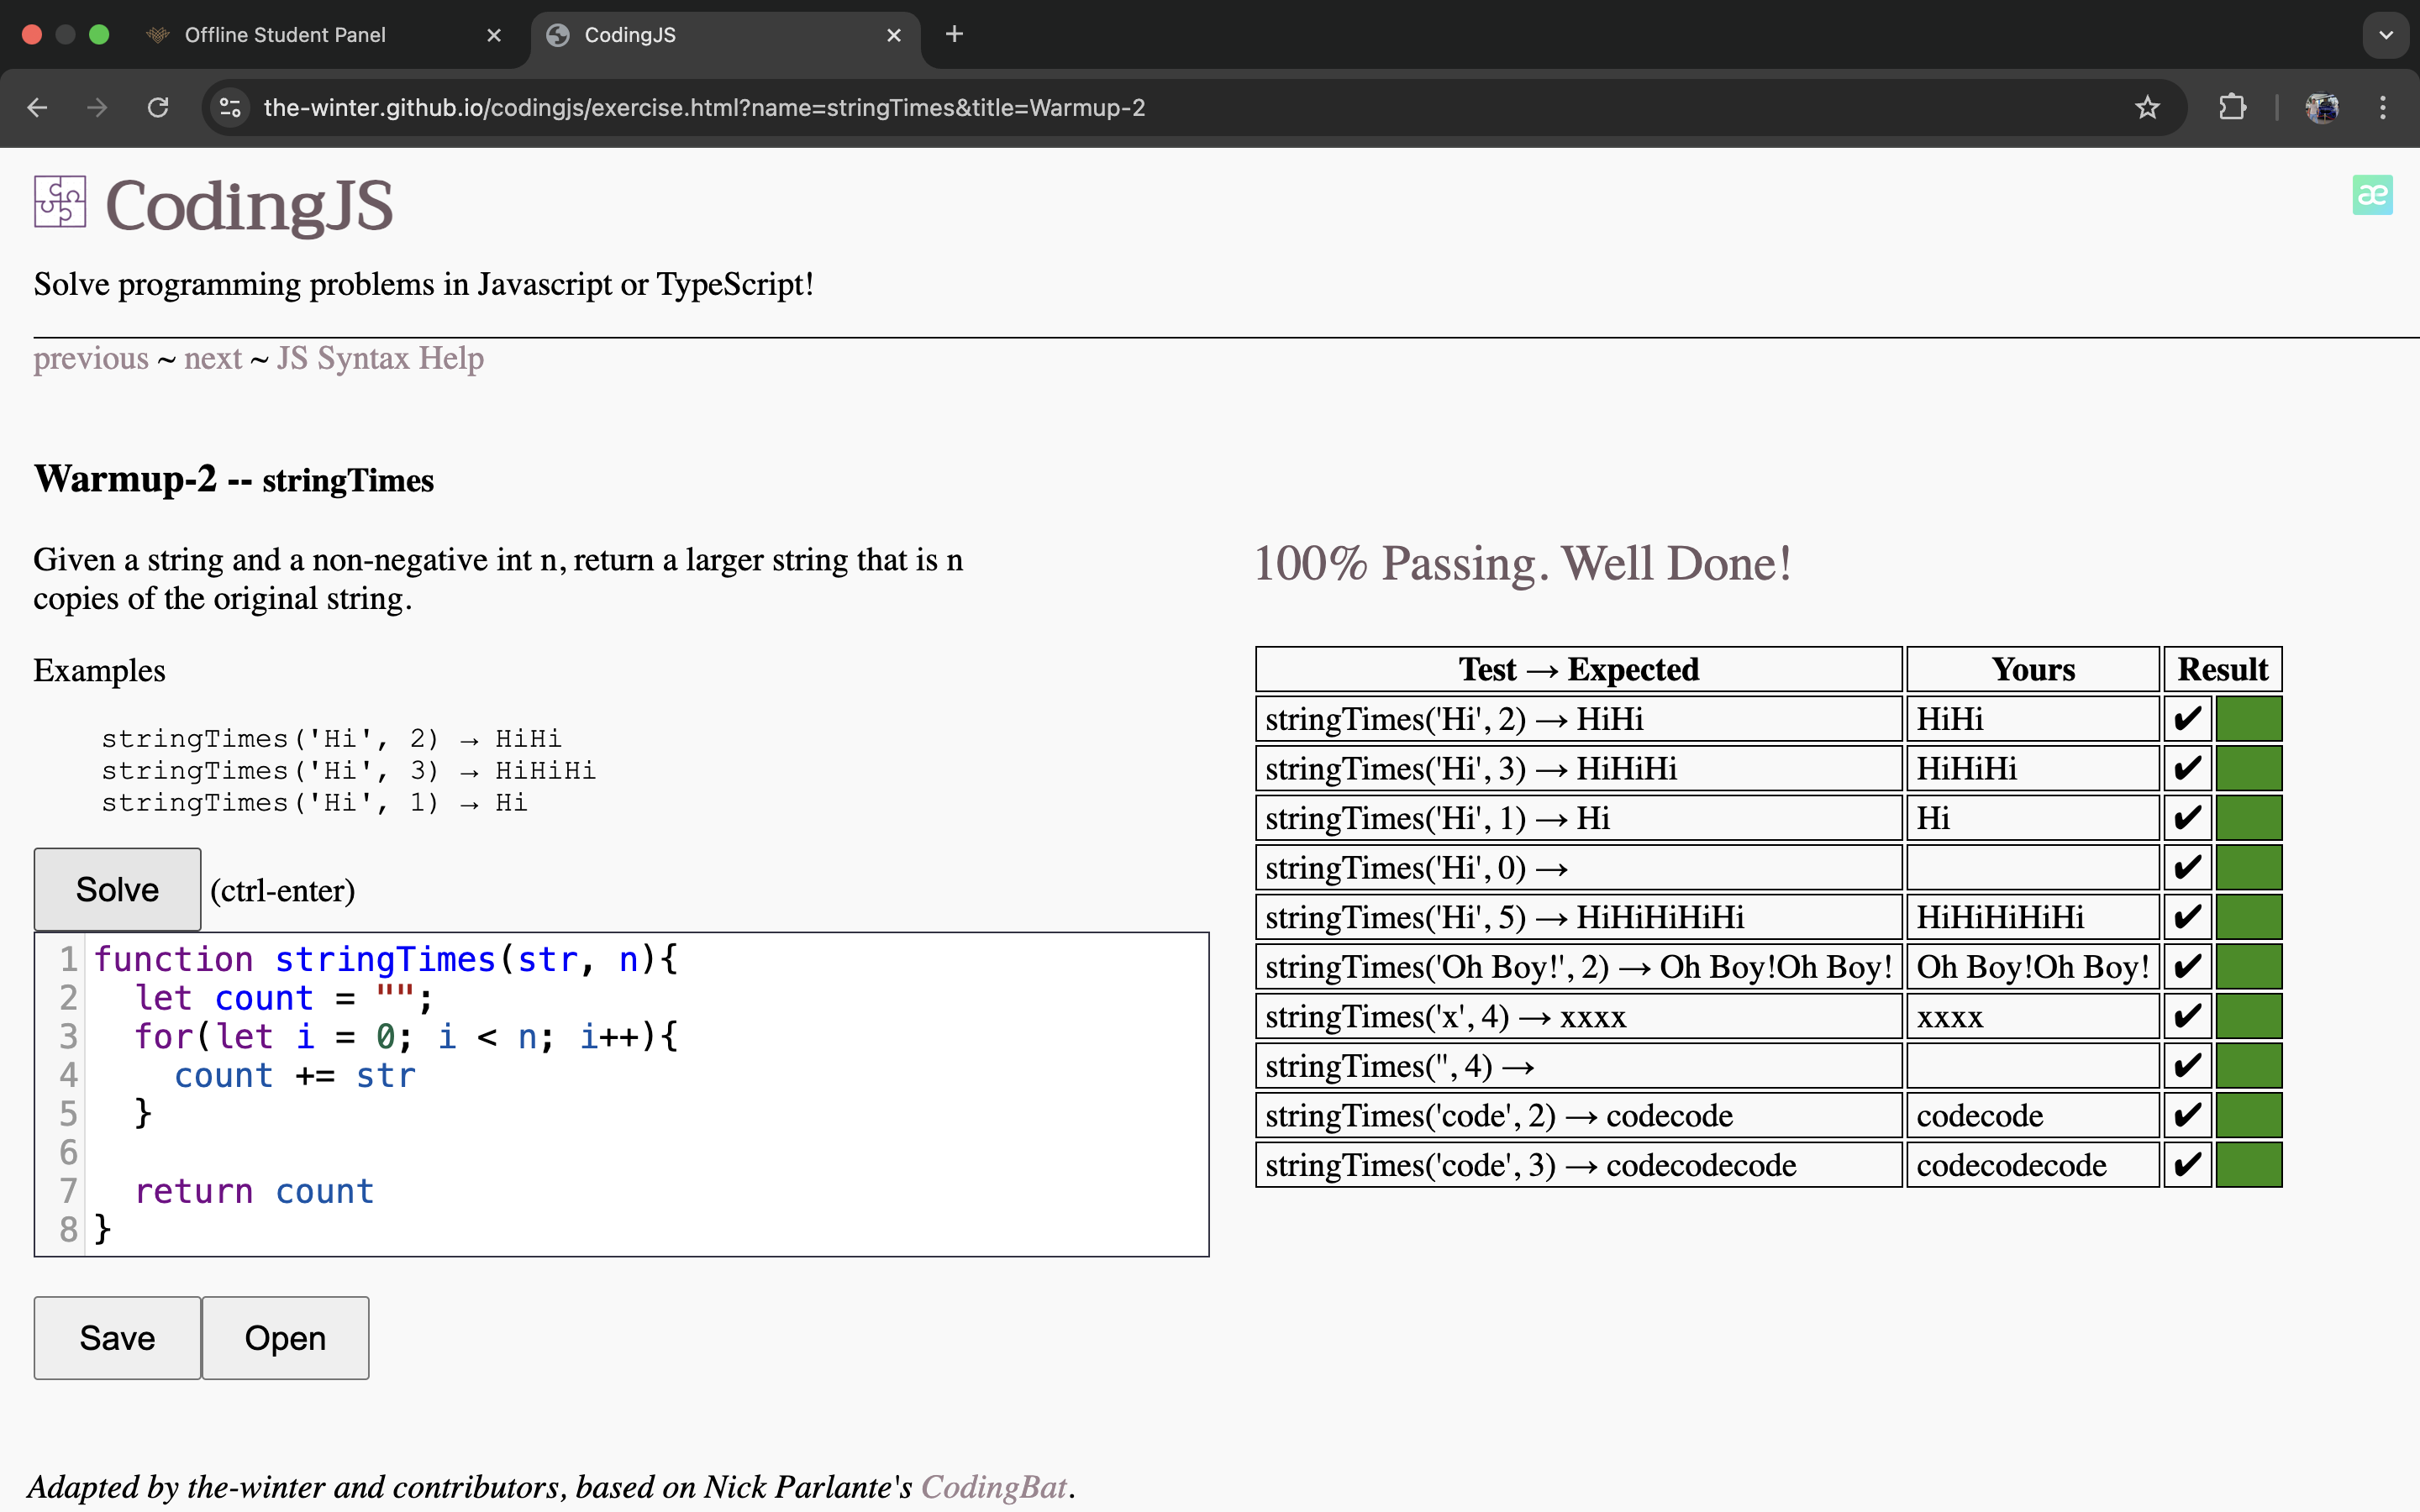 Offline Student Panel
CodingJS
the-winter.github.io/codingjs/exercise.html?name=stringTimes&title=Warmup-2
CodingJS
æ
Solve programming problems in Javascript or TypeScript!
previous ~ next ~ JS Syntax Help
Warmup-2 -- stringTimes
Given a string and a non-negative int n, return a larger string that is n
copies of the original string.
Examples
stringTimes('Hi', 2) → HiHi
stringTimes('Hi', 3) → HiHiHi
stringTimes('Hi', 1) → Hi
Solve (ctrl-enter)
1 function stringTimes(str, n){
2   let count = "";
3   for(let i = 0; i < n; i++){
4     count += str
5   }
6
7   return count
8 }
Save Open
100% Passing. Well Done!
Test → Expected Yours Result
stringTimes('Hi', 2) → HiHi HiHi ✔
stringTimes('Hi', 3) → HiHiHi HiHiHi ✔
stringTimes('Hi', 1) → Hi Hi ✔
stringTimes('Hi', 0) → ✔
stringTimes('Hi', 5) → HiHiHiHiHi HiHiHiHiHi ✔
stringTimes('Oh Boy!', 2) → Oh Boy!Oh Boy! Oh Boy!Oh Boy! ✔
stringTimes('x', 4) → xxxx xxxx ✔
stringTimes('', 4) → ✔
stringTimes('code', 2) → codecode codecode ✔
stringTimes('code', 3) → codecodecode codecodecode ✔
Adapted by the-winter and contributors, based on Nick Parlante's CodingBat.